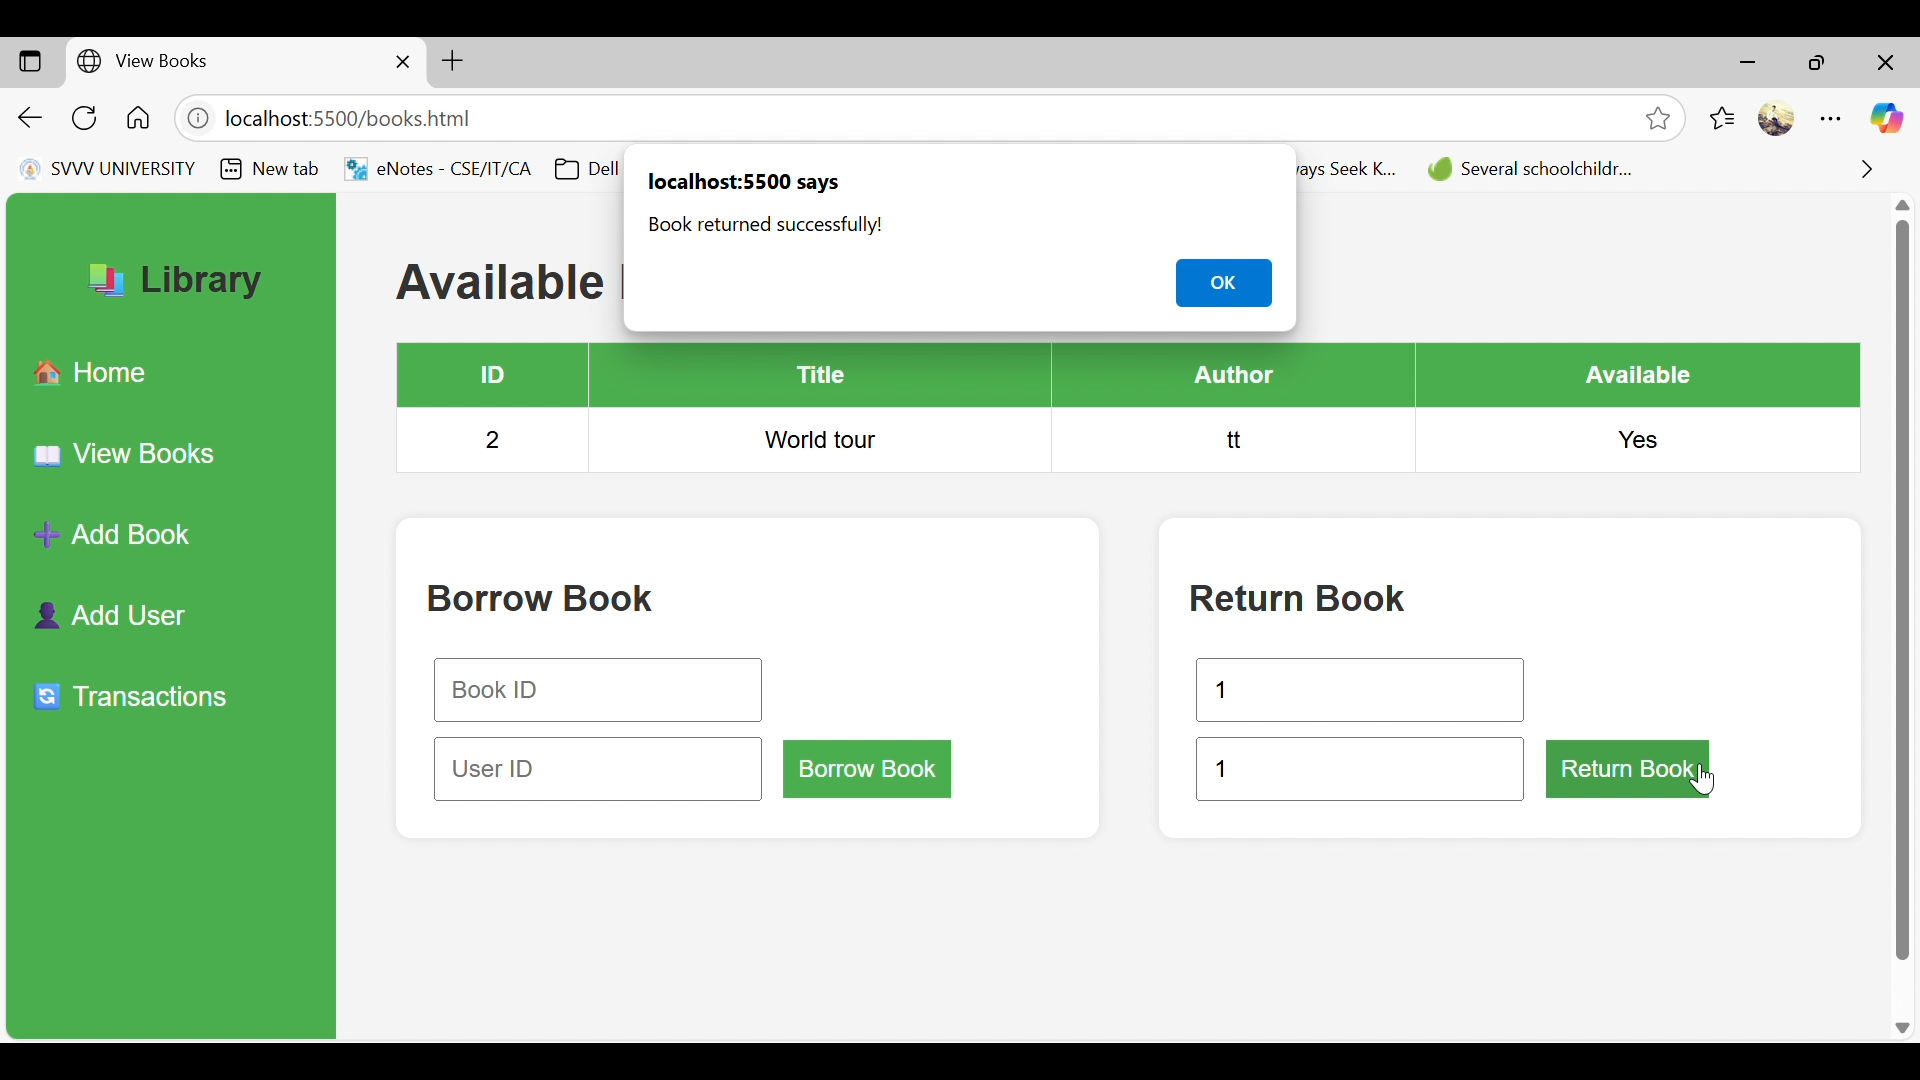 View Books
localhost:5500/books.html
SVVV UNIVERSITY
New tab
eNotes - CSE/IT/CA
Dell
Seek K...
Several schoolchildr...
localhost:5500 says
Book returned successfully!
OK
Library
Home
View Books
Add Book
Add User
Transactions
Available
ID Title Author Available
2 World tour tt Yes
Borrow Book
Book ID
User ID
Borrow Book
Return Book
1
1
Return Book